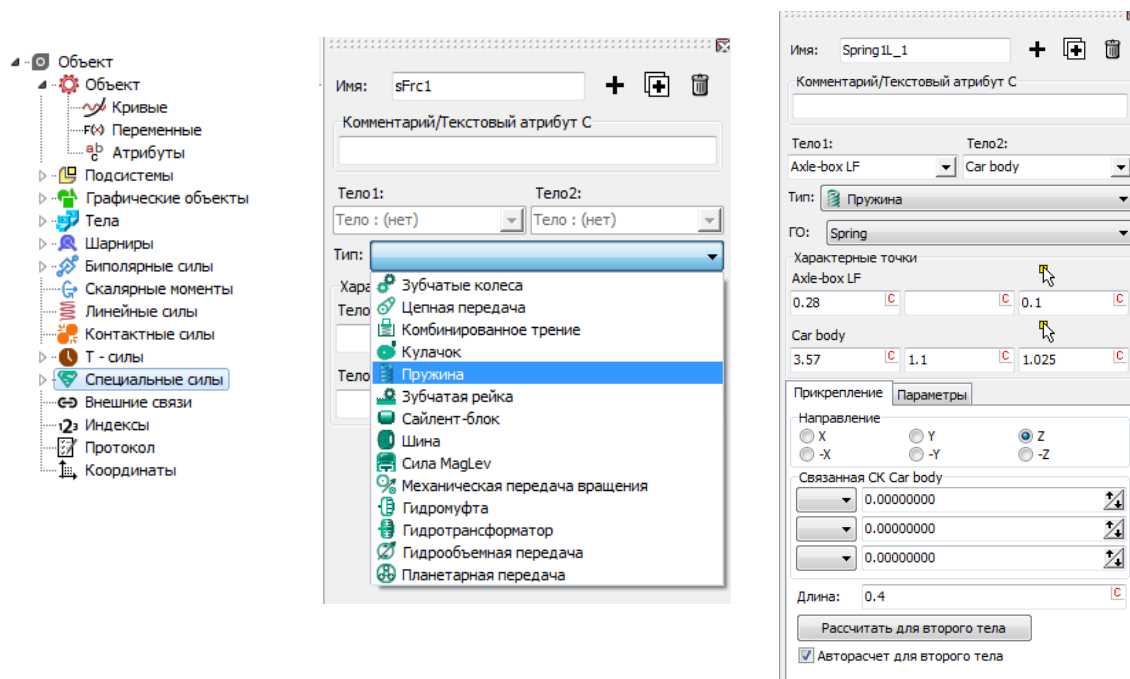 Объект
Объект
Кривые
F(x) Переменные
a b c Атрибуты
Подсистемы
Графические объекты
Тела
Шарниры
Биполярные силы
Скалярные моменты
Линейные силы
Контактные силы
Т - силы
Специальные силы
Внешние связи
123 Индексы
Протокол
Координаты
Имя: sFrc1
Комментарий/Текстовый атрибут C
Тело1: Тело2:
Тело : (нет) Тело : (нет)
Тип:
Хара
Тело
Тело
Зубчатые колеса
Цепная передача
Комбинированное трение
Кулачок
Пружина
Зубчатая рейка
Сайлент-блок
Шина
Сила MagLev
Механическая передача вращения
Гидромуфта
Гидротрансформатор
Гидрообъемная передача
Планетарная передача
Имя: Spring1L_1
Комментарий/Текстовый атрибут C
Тело1: Тело2:
Axle-box LF Car body
Тип: Пружина
ГО: Spring
Характерные точки
Axle-box LF
0.28 C C 0.1 C
Car body
3.57 C 1.1 C 1.025 C
Прикрепление Параметры
Направление
X Y Z
-X -Y -Z
Связанная СК Car body
0.00000000
0.00000000
0.00000000
Длина: 0.4 C
Рассчитать для второго тела
Авторасчет для второго тела